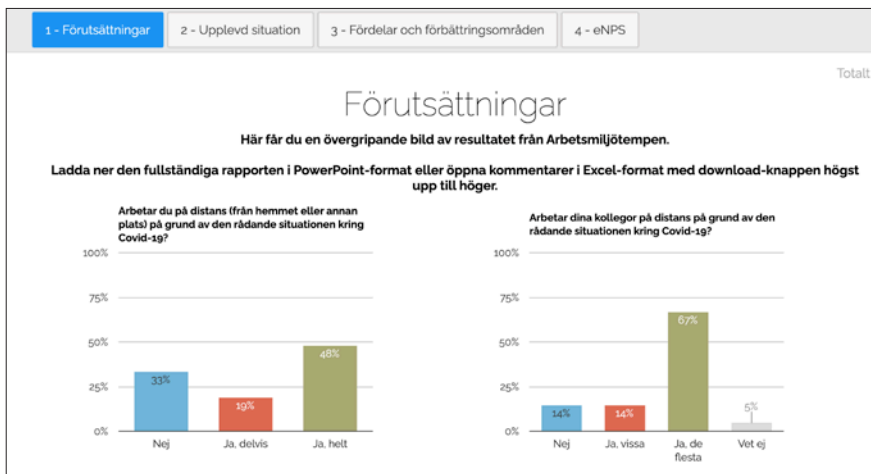 1 - Förutsättningar
2 - Upplevd situation
3 - Fördelar och förbättringsområden
4 - eNPS
Totalt
Förutsättningar
Här får du en övergripande bild av resultatet från Arbetsmiljötempen.
Ladda ner den fullständiga rapporten i PowerPoint-format eller öppna kommentarer i Excel-format med download-knappen högst
upp till höger.
Arbetar du på distans (från hemmet eller annan
plats) på grund av den rådande situationen kring
Covid-19?
100%
75%
50%
25%
0%
33%
19%
48%
Nej
Ja, delvis
Ja, helt
Arbetar dina kollegor på distans på grund av den
rådande situationen kring Covid-19?
100%
75%
50%
25%
0%
14%
14%
67%
5%
Nej
Ja, vissa
Ja, de
flesta
Vet ej